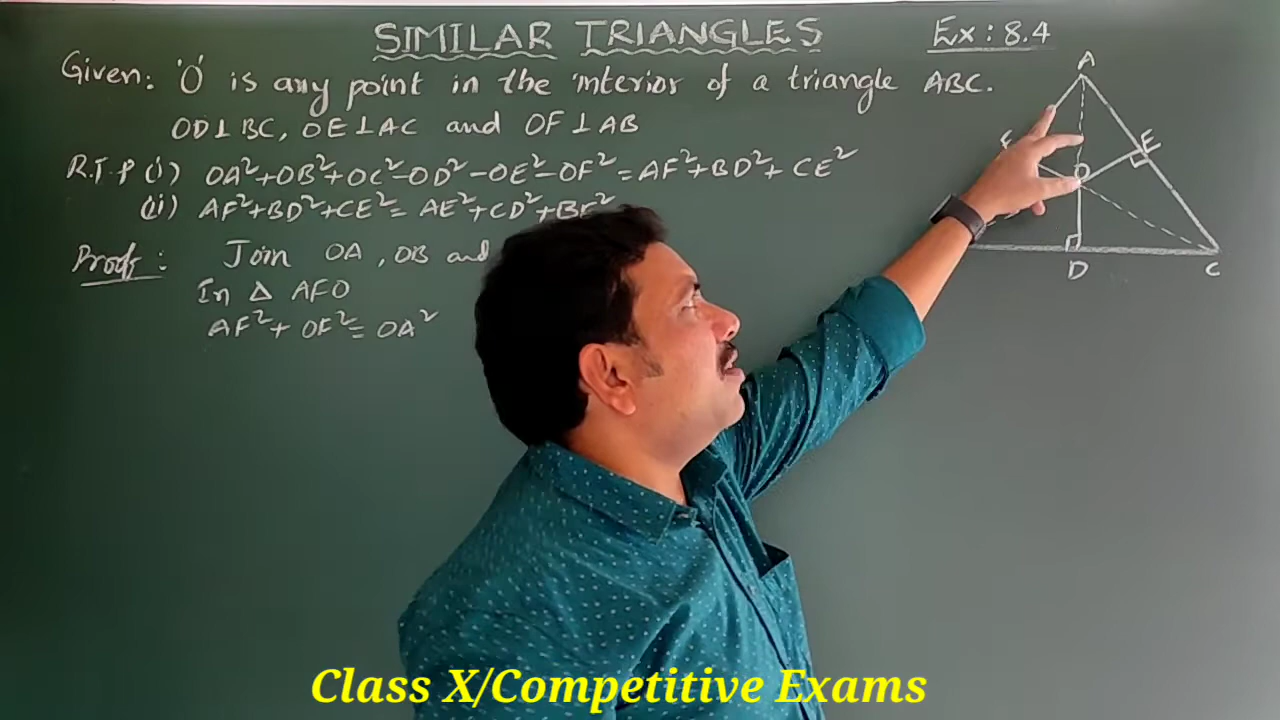 SIMILAR TRIANGLES
Ex: 8.4
Given: 'O' is any point in the interior of a triangle ABC.
OD⊥BC, OE⊥AC and OF⊥AB
R.T.P (i) OA²+OB²+OC²-OD²-OE²-OF²=AF²+BD²+CE²
(ii) AF²+BD²+CE²= AE²+CD²+BF²
Proof: Join OA, OB and
In Δ AFO
AF²+OF²=OA²
A
E
O
D
C
Class X/Competitive Exams